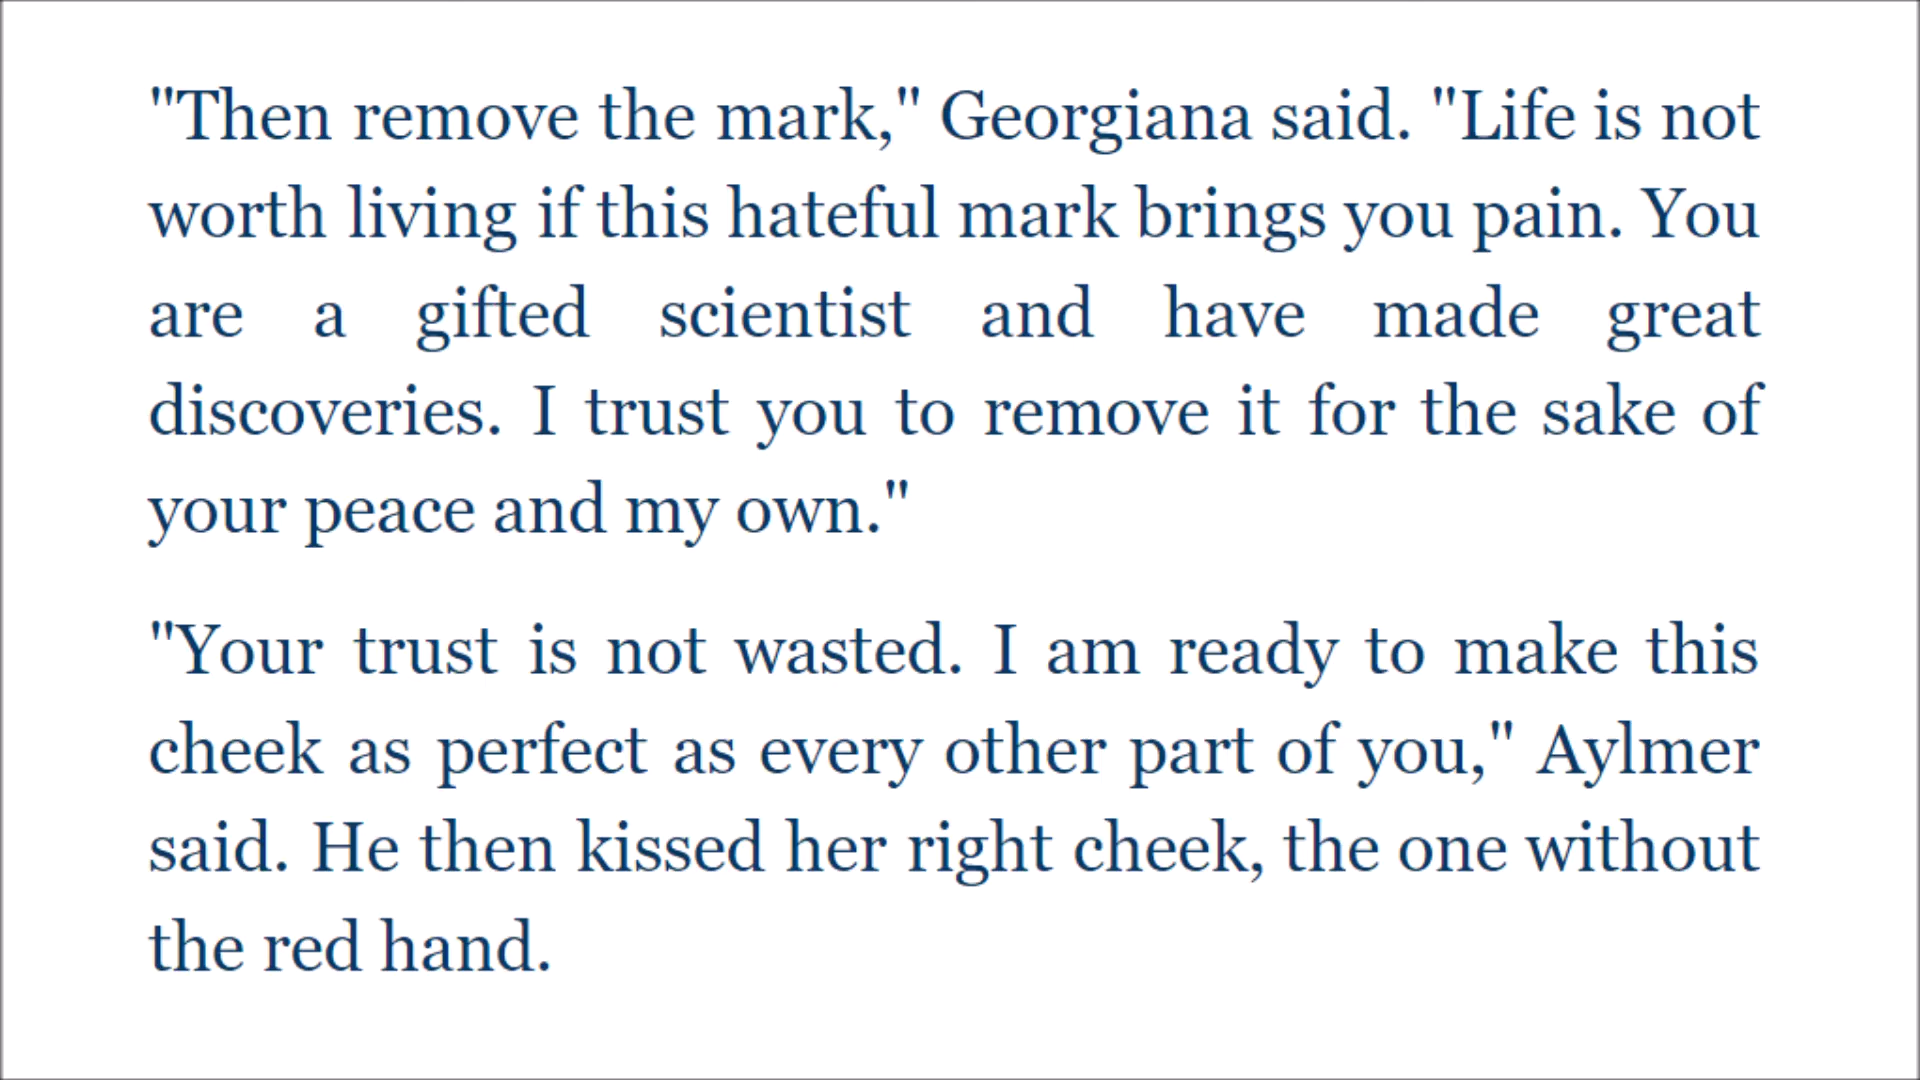 "Then remove the mark," Georgiana said. "Life is not
worth living if this hateful mark brings you pain. You
are a gifted scientist and have made great
discoveries. I trust you to remove it for the sake of
your peace and my own."
"Your trust is not wasted. I am ready to make this
cheek as perfect as every other part of you," Aylmer
said. He then kissed her right cheek, the one without
the red hand.